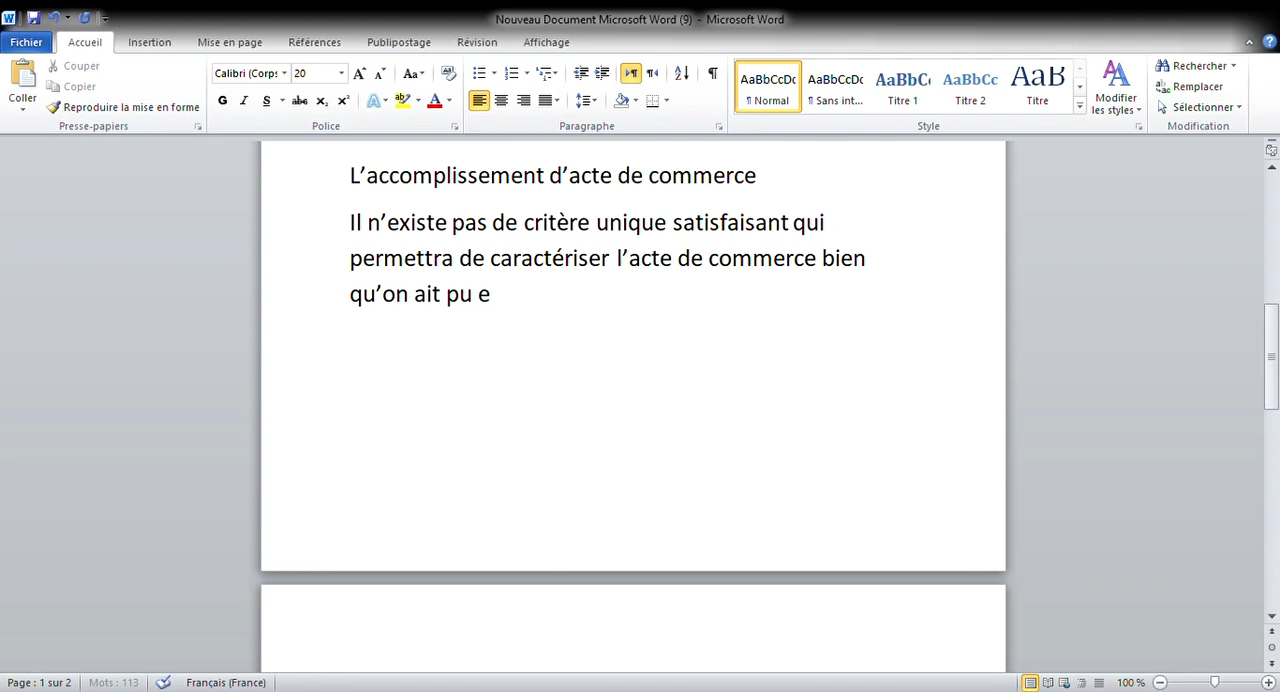 Nouveau Document Microsoft Word (9) - Microsoft Word
Fichier Accueil Insertion Mise en page Références Publipostage Révision Affichage
Coller
Couper
Copier
Reproduire la mise en forme
Presse-papiers
Calibri (Corps 20
G I S abc x₂ x²
Police
Paragraphe
AaBbCcDc AaBbCcDc AaBbC AaBbCc AaB
¶ Normal ¶ Sans int... Titre 1 Titre 2 Titre
Modifier
les styles
Style
Rechercher
Remplacer
Sélectionner
Modification
L’accomplissement d’acte de commerce
Il n’existe pas de critère unique satisfaisant qui
permettra de caractériser l’acte de commerce bien
qu’on ait pu e
Page : 1 sur 2 Mots : 113 Français (France) 100 %